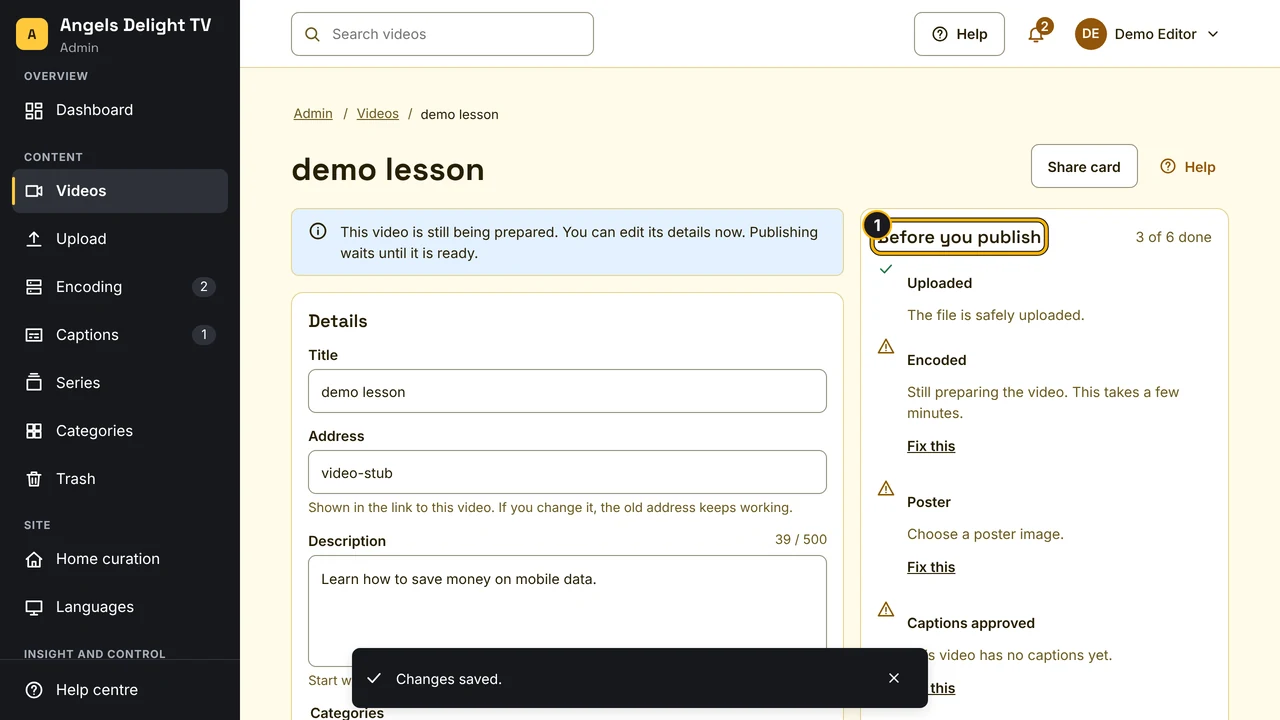 A
Angels Delight TV
Admin
OVERVIEW
Dashboard
CONTENT
Videos
Upload
Encoding 2
Captions 1
Series
Categories
Trash
SITE
Home curation
Languages
INSIGHT AND CONTROL
Help centre
Search videos
Help
2
DE Demo Editor
Admin / Videos / demo lesson
demo lesson
Share card
Help
This video is still being prepared. You can edit its details now. Publishing
waits until it is ready.
Details
Title
demo lesson
Address
video-stub
Shown in the link to this video. If you change it, the old address keeps working.
Description 39 / 500
Learn how to save money on mobile data.
Start
Categories
1
Before you publish 3 of 6 done
Uploaded
The file is safely uploaded.
Encoded
Still preparing the video. This takes a few
minutes.
Fix this
Poster
Choose a poster image.
Fix this
Captions approved
video has no captions yet.
this
Changes saved.